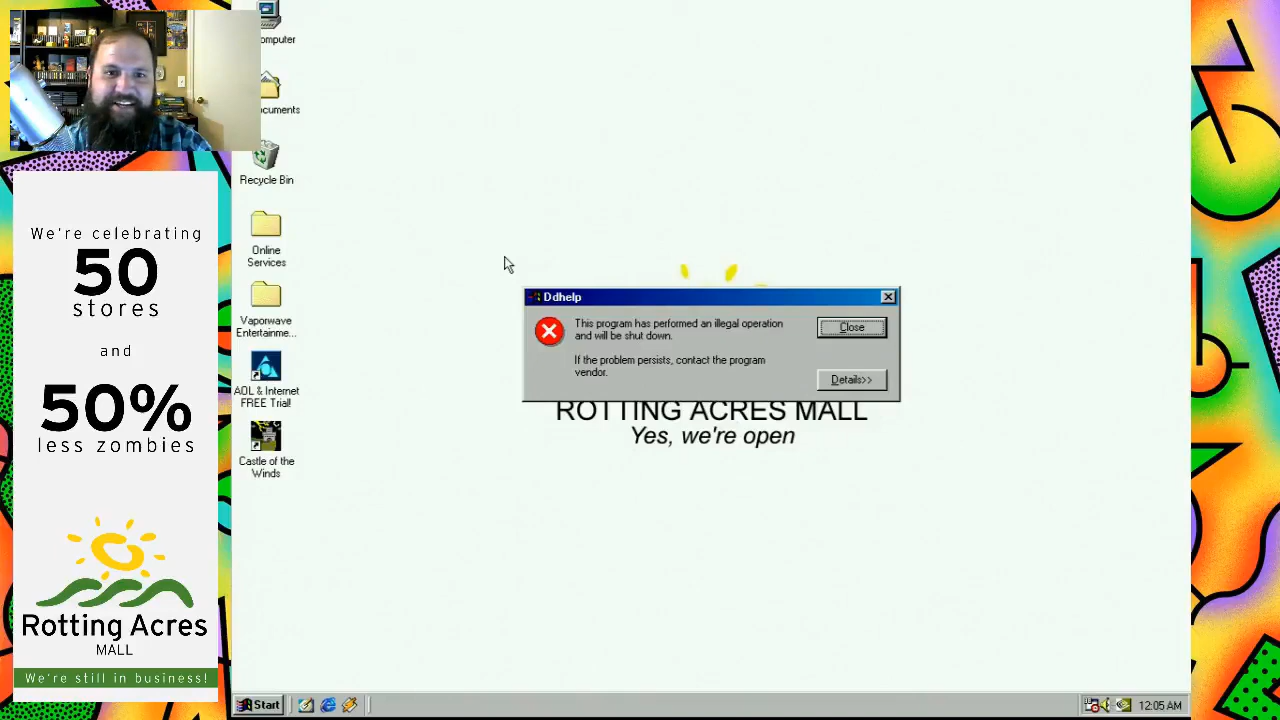 We're celebrating
50
stores
and
50%
less zombies
Rotting Acres
MALL
We're still in business!
omputer
ocuments
Recycle Bin
Online
Services
Vaporwave
Entertainme...
AOL & Internet
FREE Trial!
Castle of the
Winds
Ddhelp
This program has performed an illegal operation
and will be shut down.
If the problem persists, contact the program
vendor.
Close
Details>>
ROTTING ACRES MALL
Yes, we're open
Start
12:05 AM